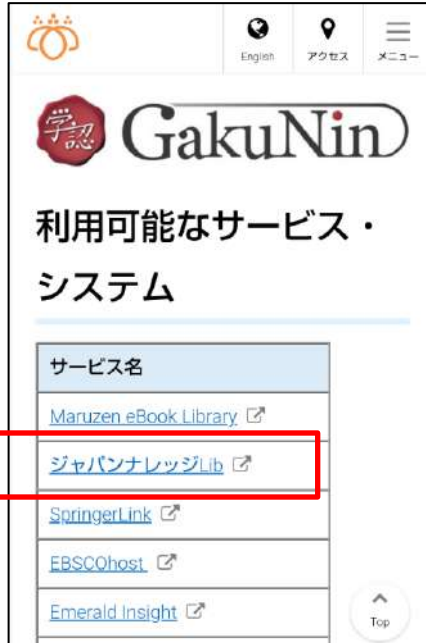 English
アクセス
メニュー
学認
GakuNin
利用可能なサービス・
システム
サービス名
Maruzen eBook Library
ジャパンナレッジLib
SpringerLink
EBSCOhost
Emerald Insight
Top